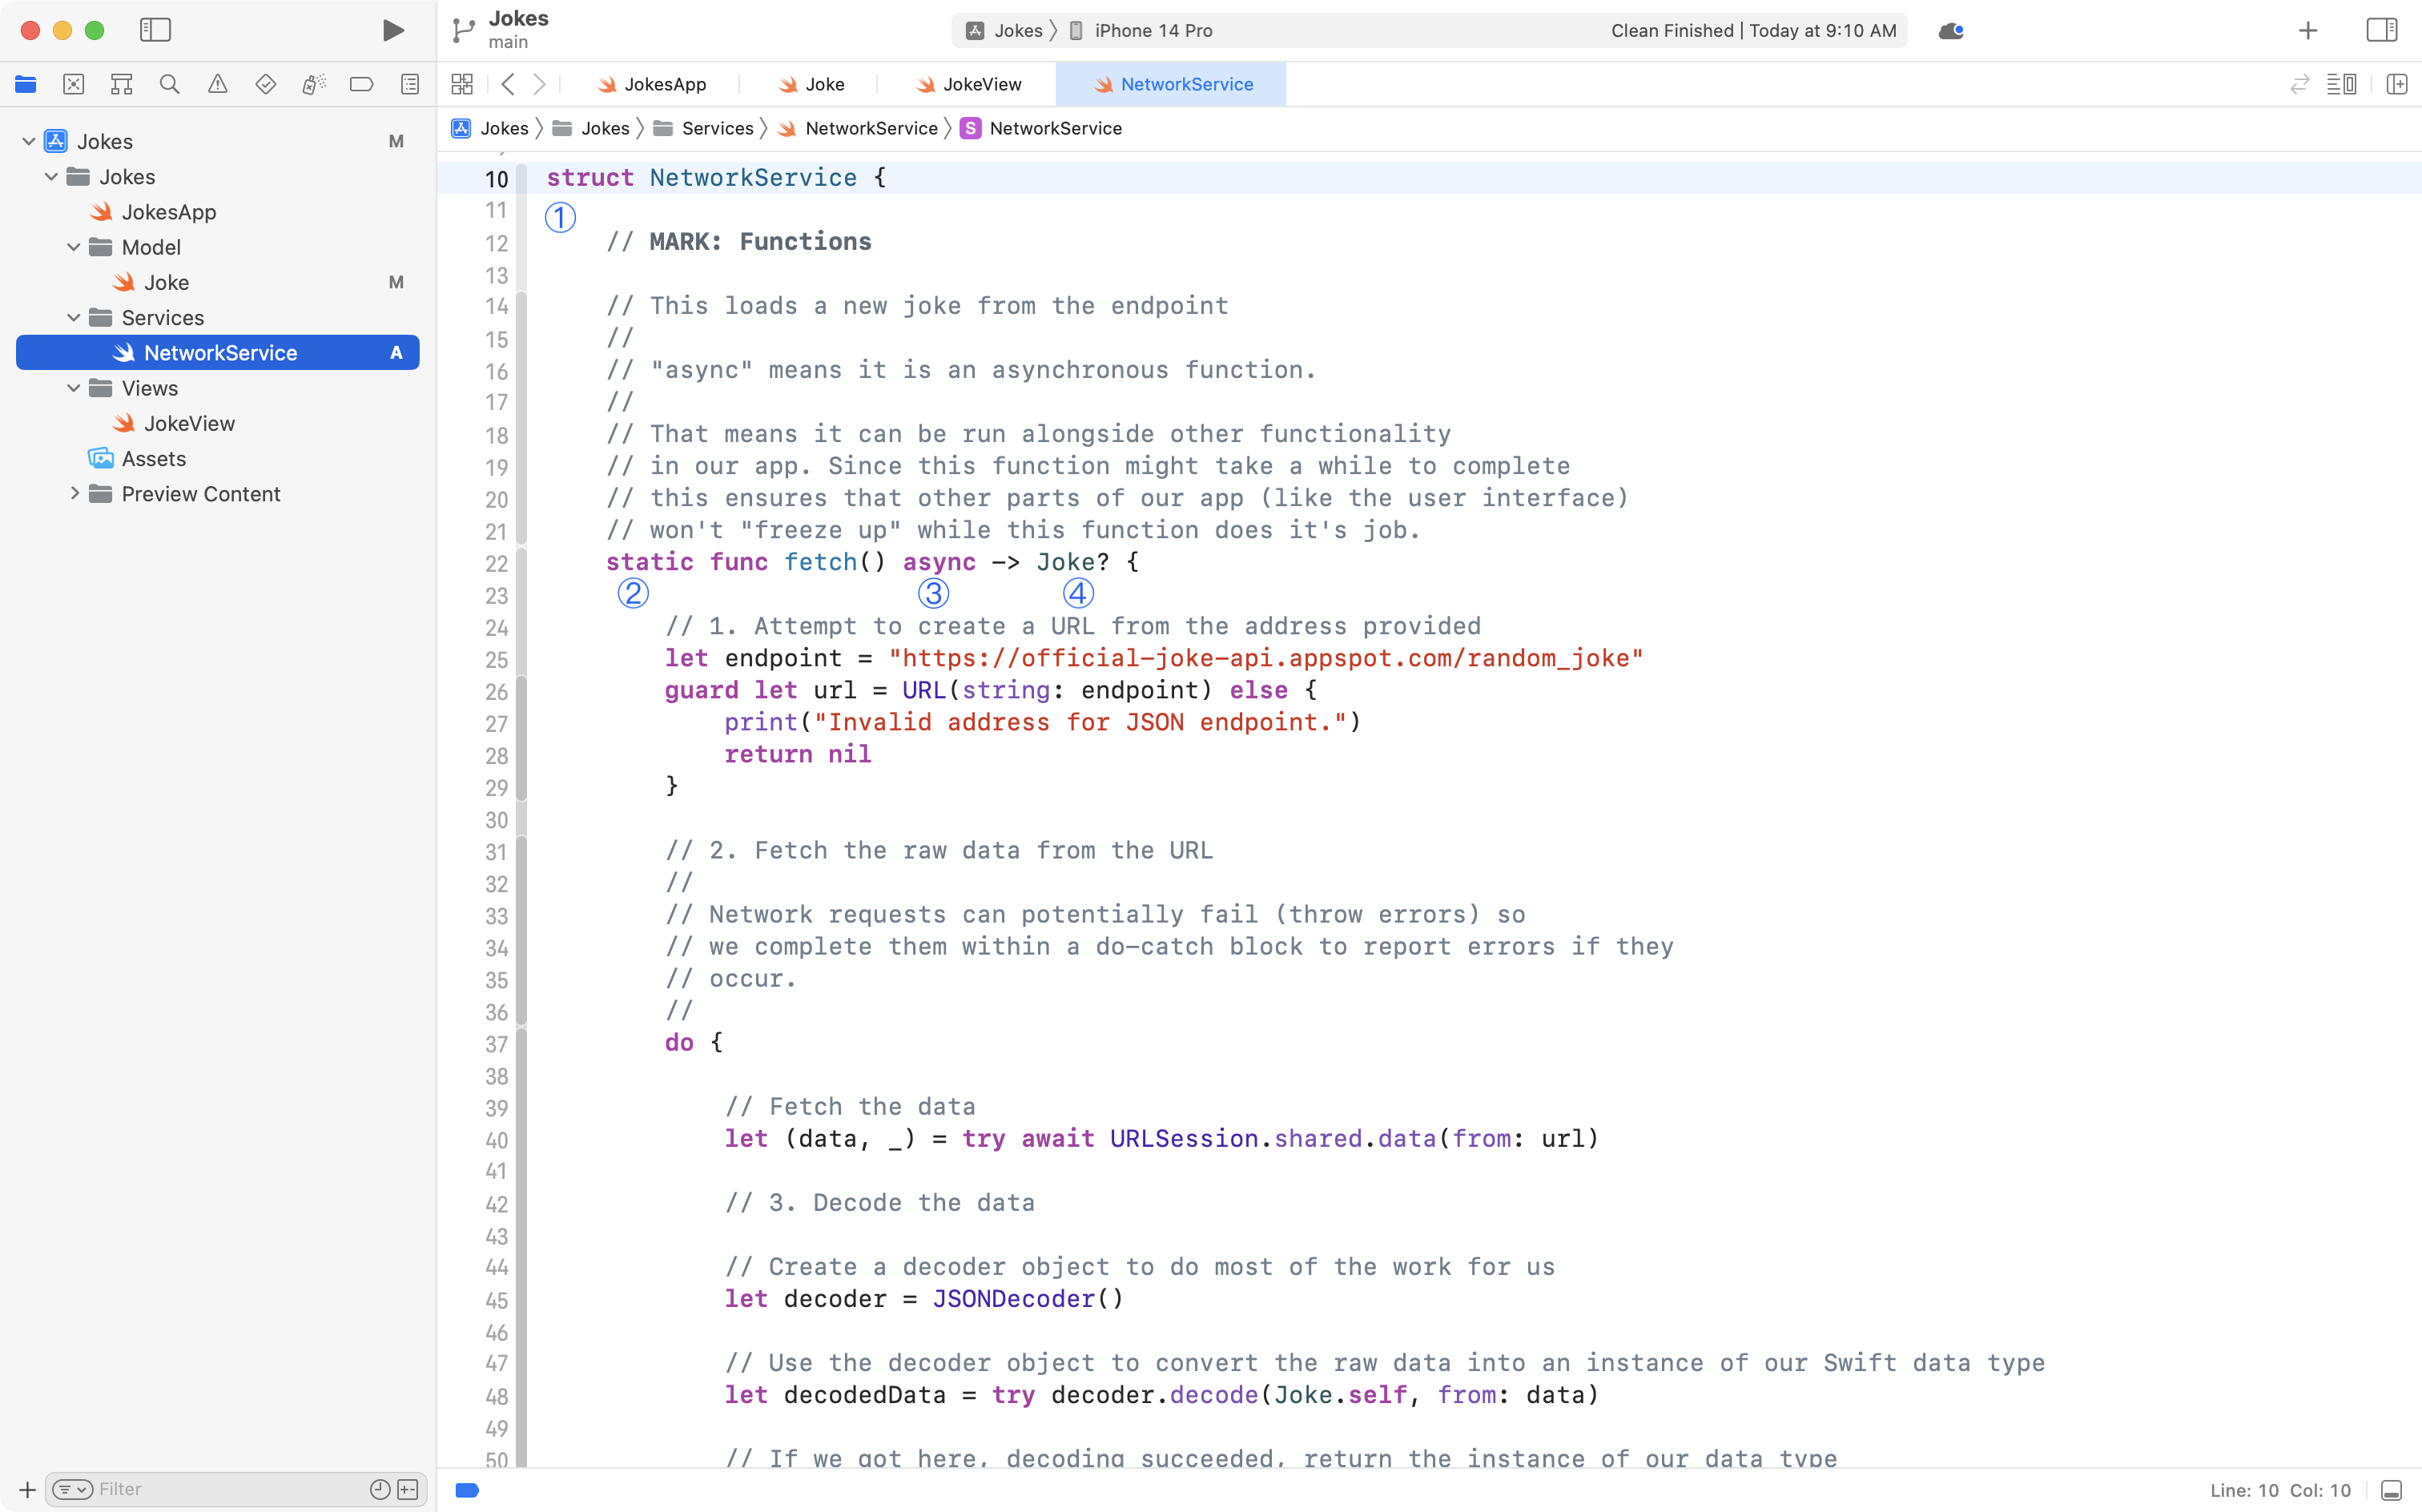 Jokes
main
Jokes 〉 iPhone 14 Pro
Clean Finished | Today at 9:10 AM
JokesApp
Joke
JokeView
NetworkService
Jokes 〉 Jokes 〉 Services 〉 NetworkService 〉 S NetworkService
Jokes M
Jokes
JokesApp
Model
Joke M
Services
NetworkService A
Views
JokeView
Assets
Preview Content
10 struct NetworkService {
11
①
12 // MARK: Functions
13
14 // This loads a new joke from the endpoint
15 //
16 // "async" means it is an asynchronous function.
17 //
18 // That means it can be run alongside other functionality
19 // in our app. Since this function might take a while to complete
20 // this ensures that other parts of our app (like the user interface)
21 // won't "freeze up" while this function does it's job.
22 static func fetch() async -> Joke? {
23 ② ③ ④
24 // 1. Attempt to create a URL from the address provided
25 let endpoint = "https://official-joke-api.appspot.com/random_joke"
26 guard let url = URL(string: endpoint) else {
27 print("Invalid address for JSON endpoint.")
28 return nil
29 }
30
31 // 2. Fetch the raw data from the URL
32 //
33 // Network requests can potentially fail (throw errors) so
34 // we complete them within a do-catch block to report errors if they
35 // occur.
36 //
37 do {
38
39 // Fetch the data
40 let (data, _) = try await URLSession.shared.data(from: url)
41
42 // 3. Decode the data
43
44 // Create a decoder object to do most of the work for us
45 let decoder = JSONDecoder()
46
47 // Use the decoder object to convert the raw data into an instance of our Swift data type
48 let decodedData = try decoder.decode(Joke.self, from: data)
49
50 // If we got here, decoding succeeded, return the instance of our data type
Filter
Line: 10 Col: 10